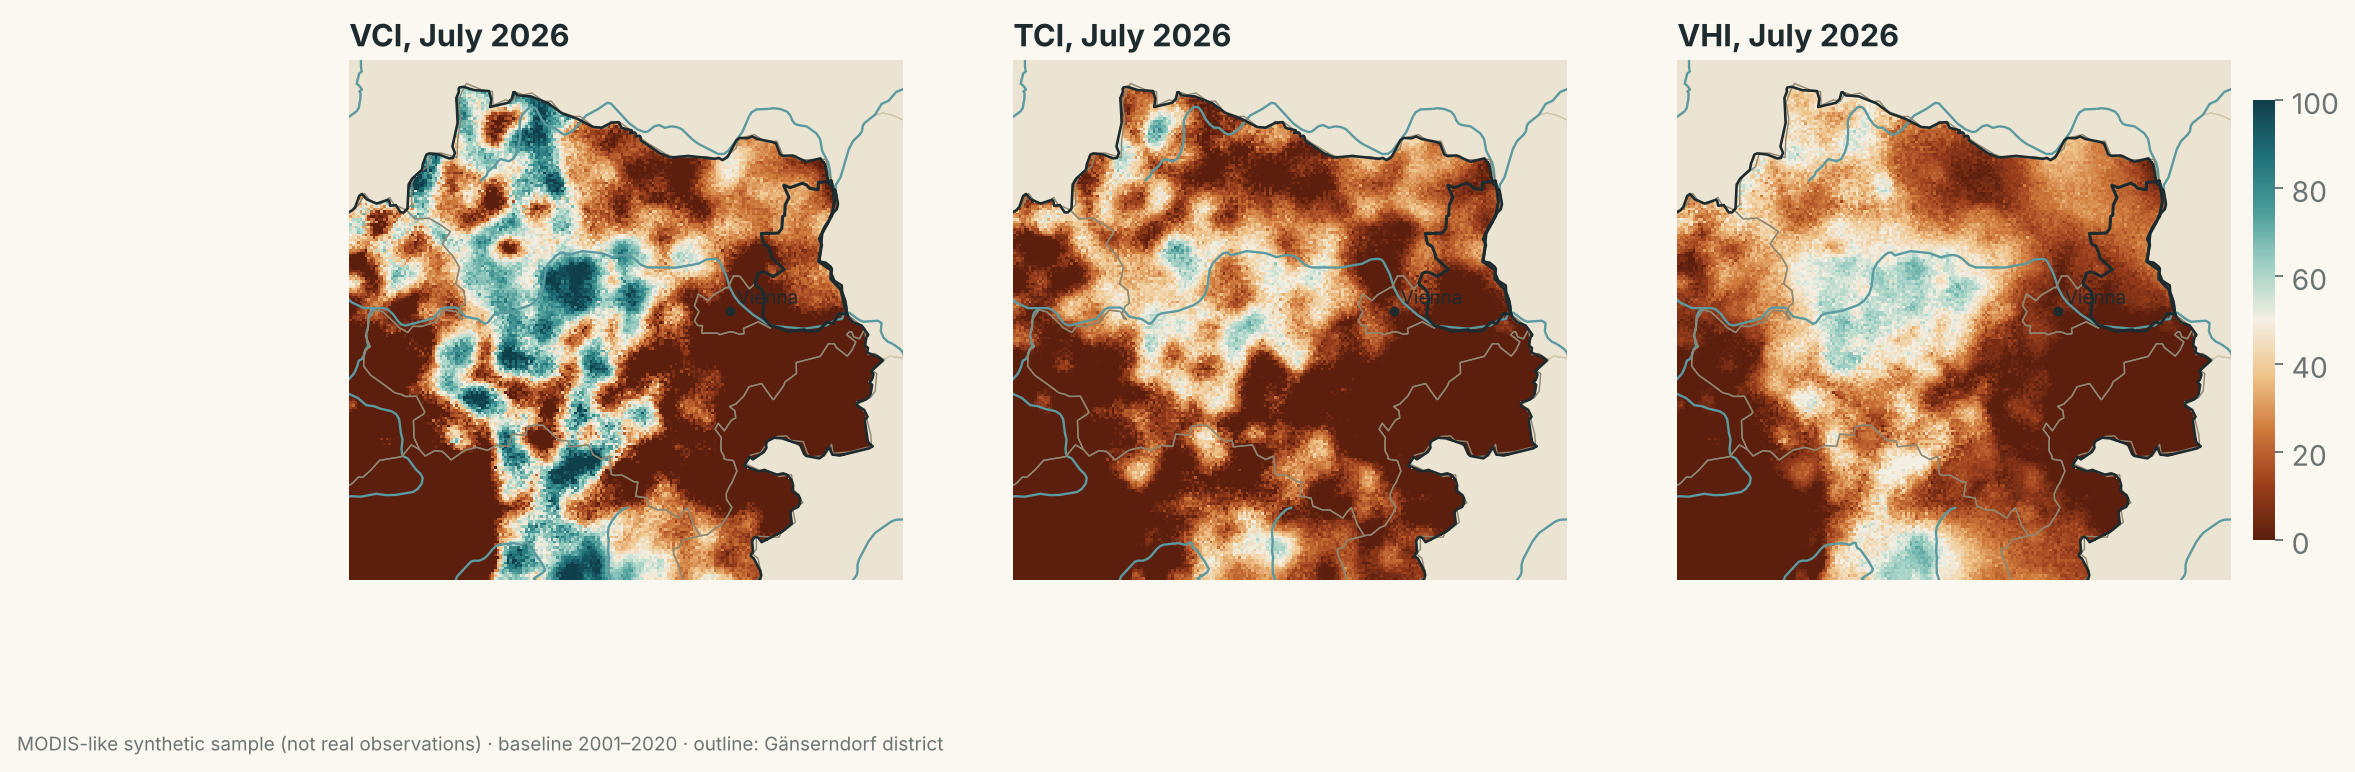 VCI, July 2026
TCI, July 2026
VHI, July 2026
Vienna
Vienna
Vienna
100
80
60
40
20
0
MODIS-like synthetic sample (not real observations) · baseline 2001–2020 · outline: Gänserndorf district